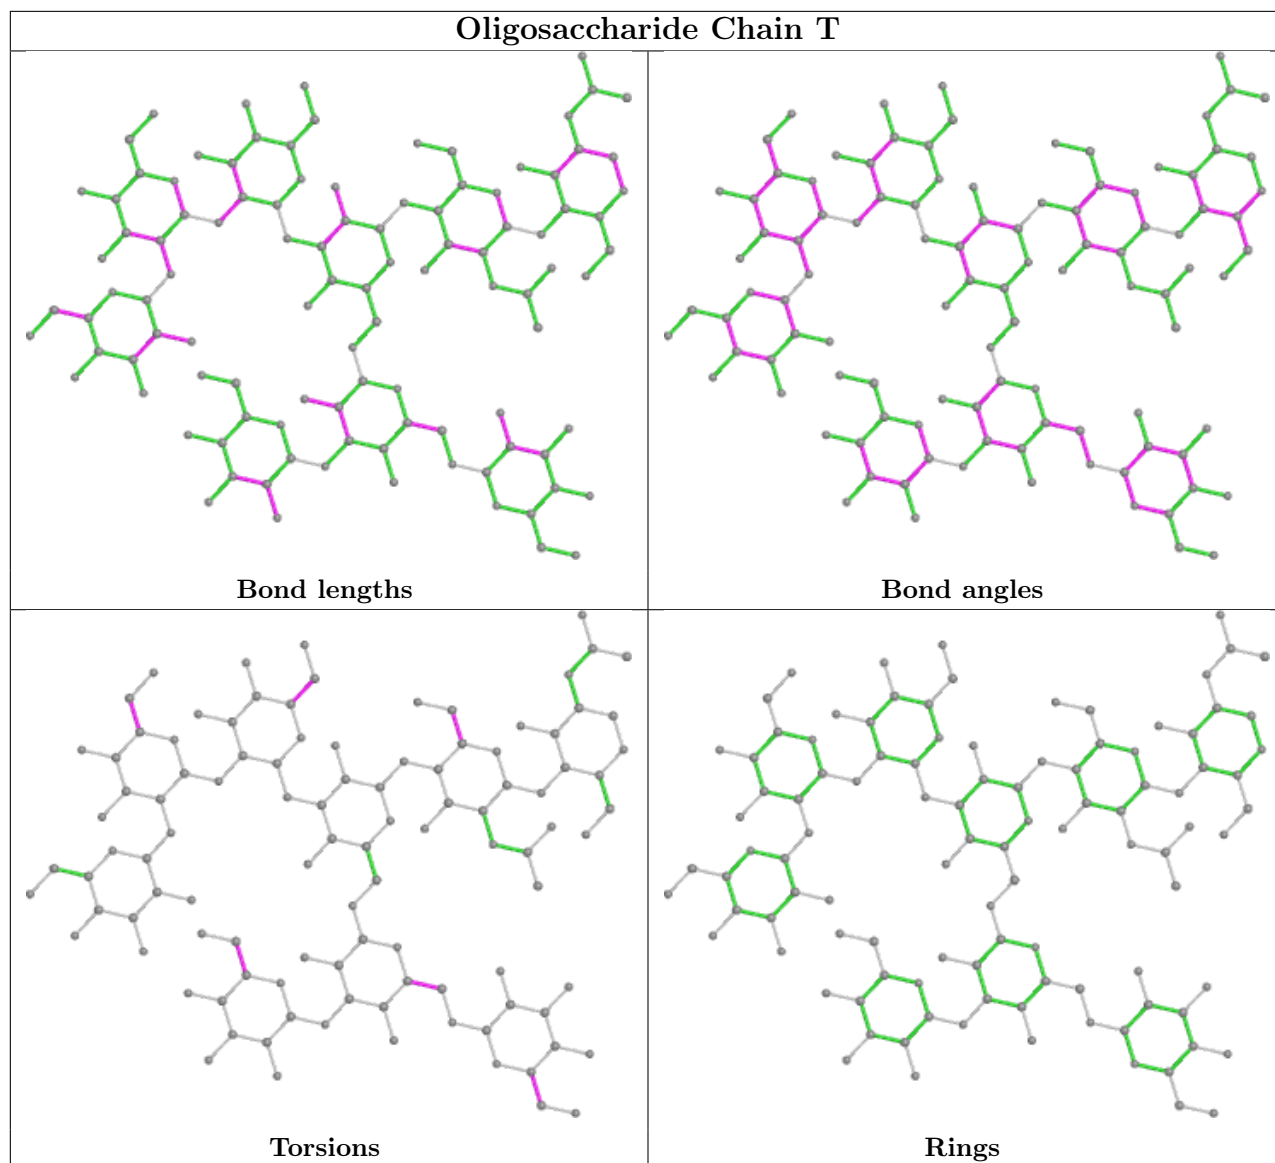 Oligosaccharide Chain T
Bond lengths
Bond angles
Torsions
Rings